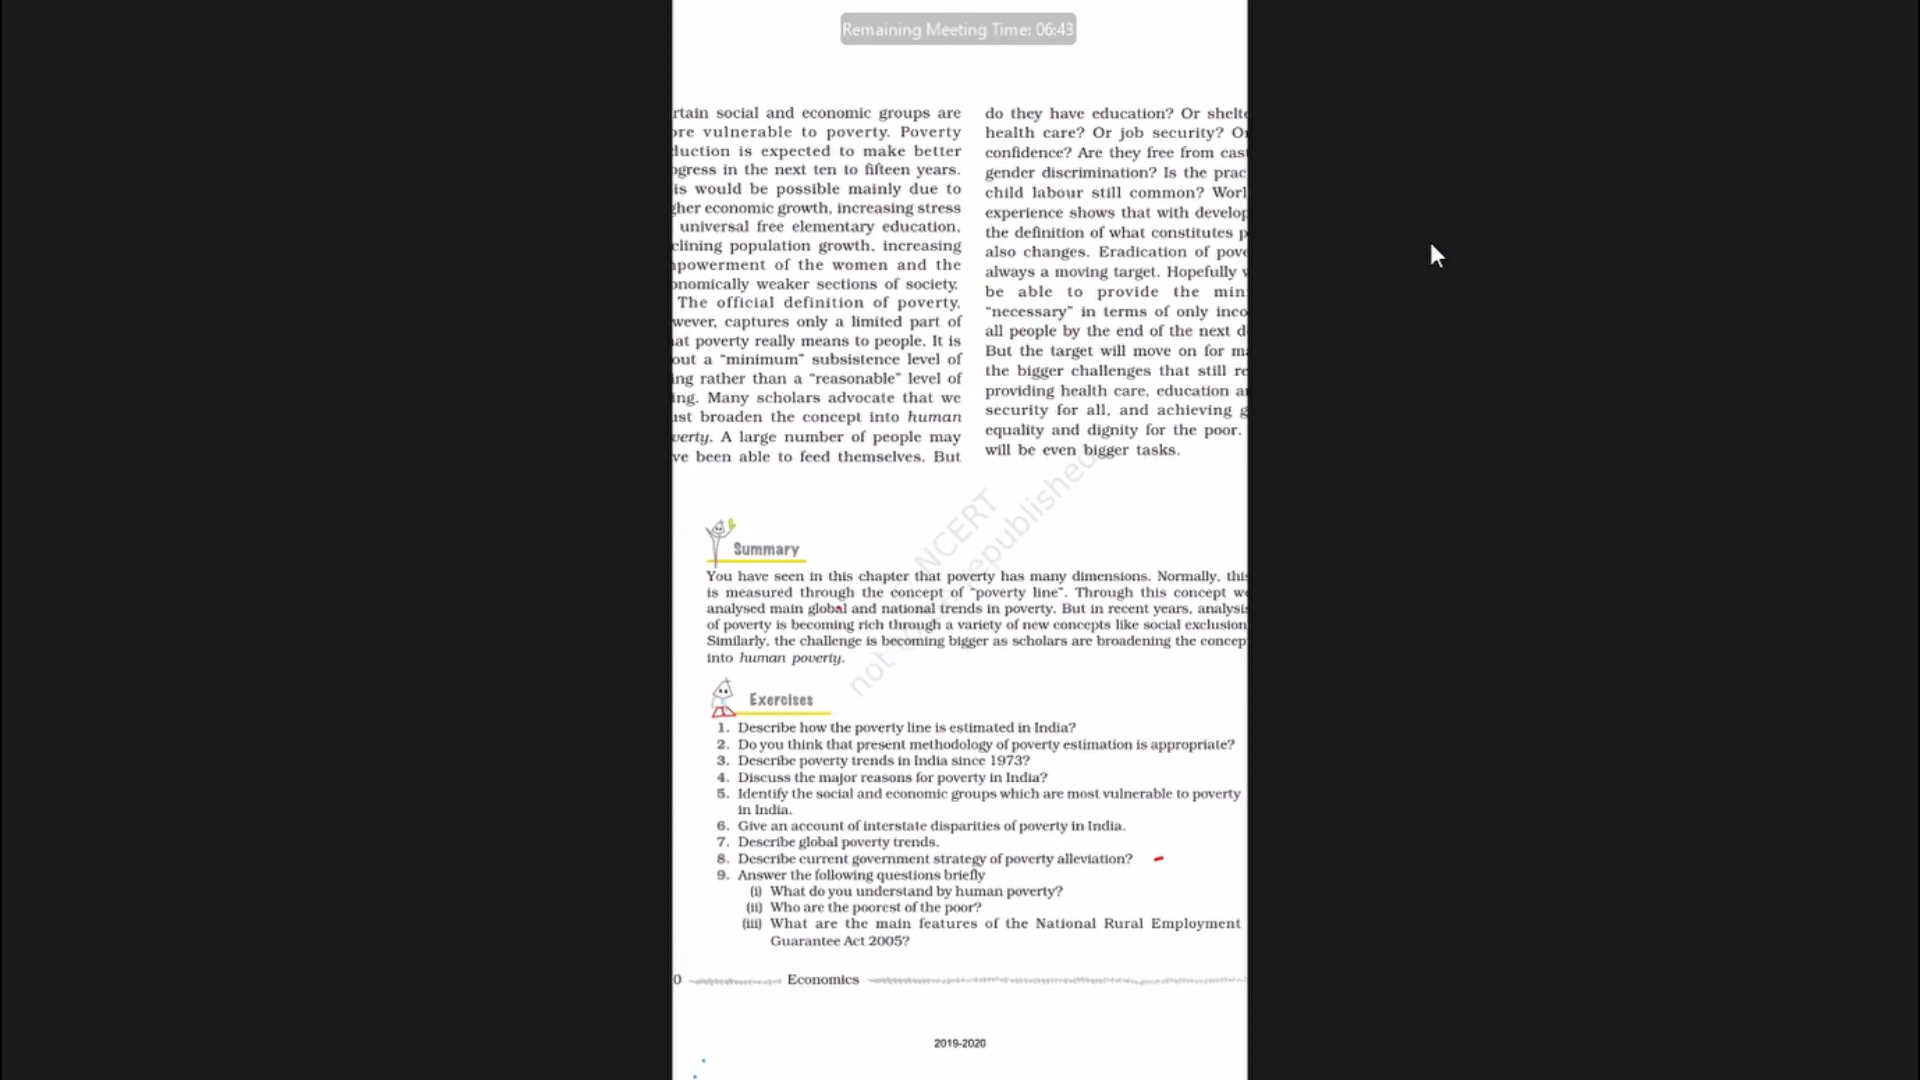 Remaining Meeting Time: 06:43
rtain social and economic groups are
ore vulnerable to poverty. Poverty
duction is expected to make better
ogress in the next ten to fifteen years.
is would be possible mainly due to
gher economic growth, increasing stress
universal free elementary education,
clining population growth, increasing
powerment of the women and the
onomically weaker sections of society.
The official definition of poverty,
wever, captures only a limited part of
at poverty really means to people. It is
out a “minimum” subsistence level of
ing rather than a “reasonable” level of
ing. Many scholars advocate that we
ust broaden the concept into human
verty. A large number of people may
ve been able to feed themselves. But
do they have education? Or shelte
health care? Or job security? Or
confidence? Are they free from cas
gender discrimination? Is the prac
child labour still common? Worl
experience shows that with develop
the definition of what constitutes p
also changes. Eradication of pove
always a moving target. Hopefully w
be able to provide the min
“necessary” in terms of only inco
all people by the end of the next d
But the target will move on for ma
the bigger challenges that still re
providing health care, education a
security for all, and achieving g
equality and dignity for the poor.
will be even bigger tasks.
Summary
You have seen in this chapter that poverty has many dimensions. Normally, this
is measured through the concept of “poverty line”. Through this concept we
analysed main global and national trends in poverty. But in recent years, analysis
of poverty is becoming rich through a variety of new concepts like social exclusion
Similarly, the challenge is becoming bigger as scholars are broadening the concep
into human poverty.
Exercises
1. Describe how the poverty line is estimated in India?
2. Do you think that present methodology of poverty estimation is appropriate?
3. Describe poverty trends in India since 1973?
4. Discuss the major reasons for poverty in India?
5. Identify the social and economic groups which are most vulnerable to poverty
in India.
6. Give an account of interstate disparities of poverty in India.
7. Describe global poverty trends.
8. Describe current government strategy of poverty alleviation?
9. Answer the following questions briefly
(i) What do you understand by human poverty?
(ii) Who are the poorest of the poor?
(iii) What are the main features of the National Rural Employment
Guarantee Act 2005?
0 Economics
2019-2020
NCERT
not republished